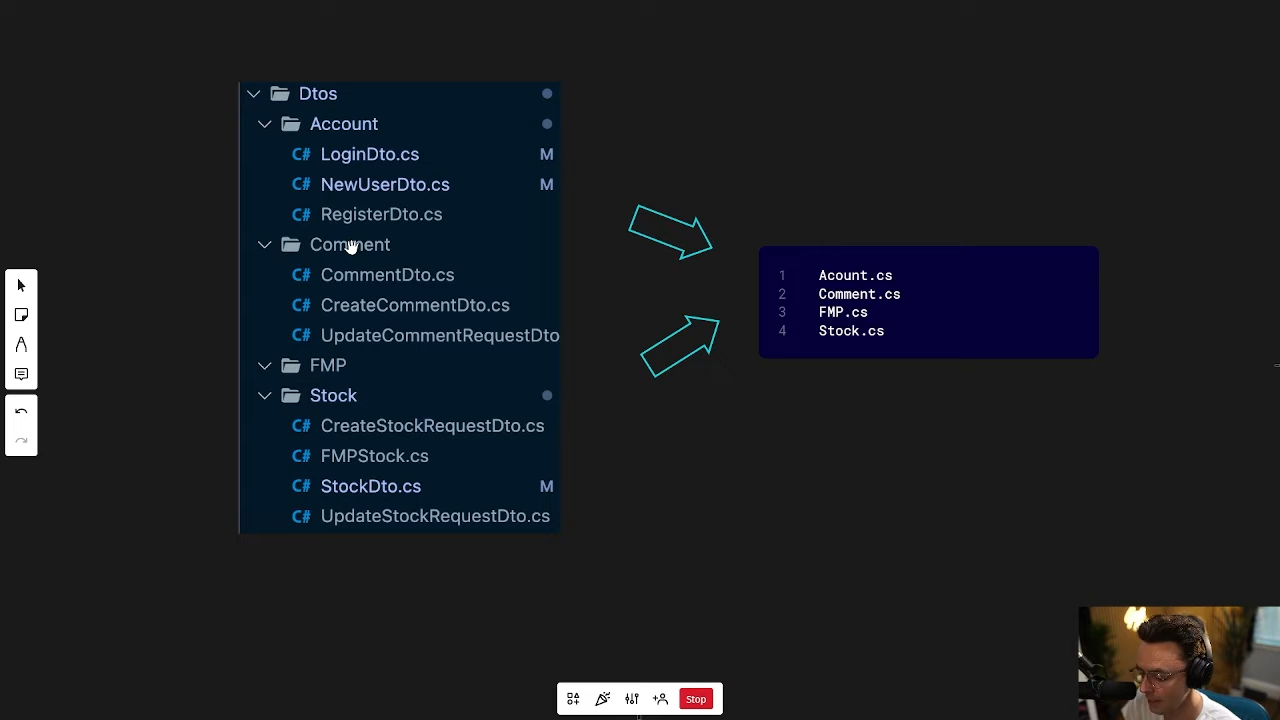 Dtos
Account
C# LoginDto.cs M
C# NewUserDto.cs M
C# RegisterDto.cs
Comment
C# CommentDto.cs
C# CreateCommentDto.cs
C# UpdateCommentRequestDto
FMP
Stock
C# CreateStockRequestDto.cs
C# FMPStock.cs
C# StockDto.cs M
C# UpdateStockRequestDto.cs
1 Acount.cs
2 Comment.cs
3 FMP.cs
4 Stock.cs
Stop